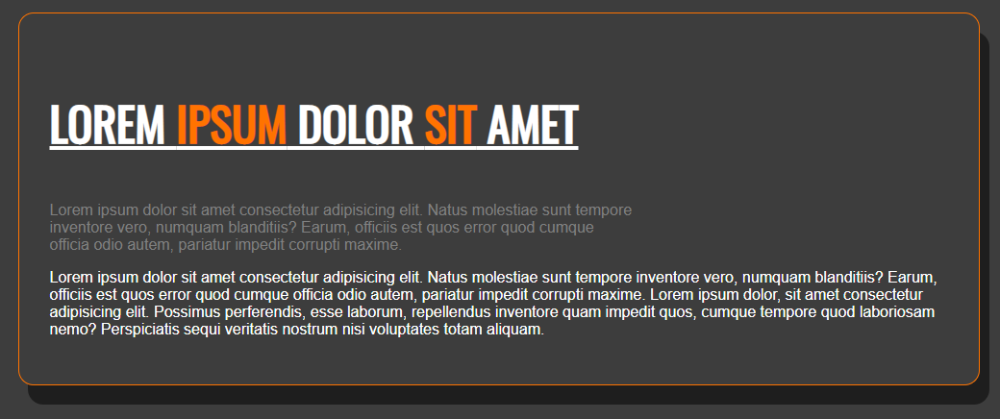 LOREM IPSUM DOLOR SIT AMET
Lorem ipsum dolor sit amet consectetur adipisicing elit. Natus molestiae sunt tempore
inventore vero, numquam blanditiis? Earum, officiis est quos error quod cumque
officia odio autem, pariatur impedit corrupti maxime.
Lorem ipsum dolor sit amet consectetur adipisicing elit. Natus molestiae sunt tempore inventore vero, numquam blanditiis? Earum,
officiis est quos error quod cumque officia odio autem, pariatur impedit corrupti maxime. Lorem ipsum dolor, sit amet consectetur
adipisicing elit. Possimus perferendis, esse laborum, repellendus inventore quam impedit quos, cumque tempore quod laboriosam
nemo? Perspiciatis sequi veritatis nostrum nisi voluptates totam aliquam.